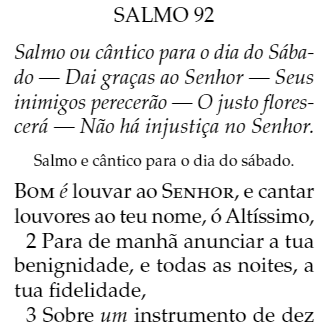 SALMO 92
Salmo ou cântico para o dia do Sába-
do — Dai graças ao Senhor — Seus
inimigos perecerão — O justo flores-
cerá — Não há injustiça no Senhor.
Salmo e cântico para o dia do sábado.
BOM é louvar ao SENHOR, e cantar
louvores ao teu nome, ó Altíssimo,
2 Para de manhã anunciar a tua
benignidade, e todas as noites, a
tua fidelidade,
3 Sobre um instrumento de dez